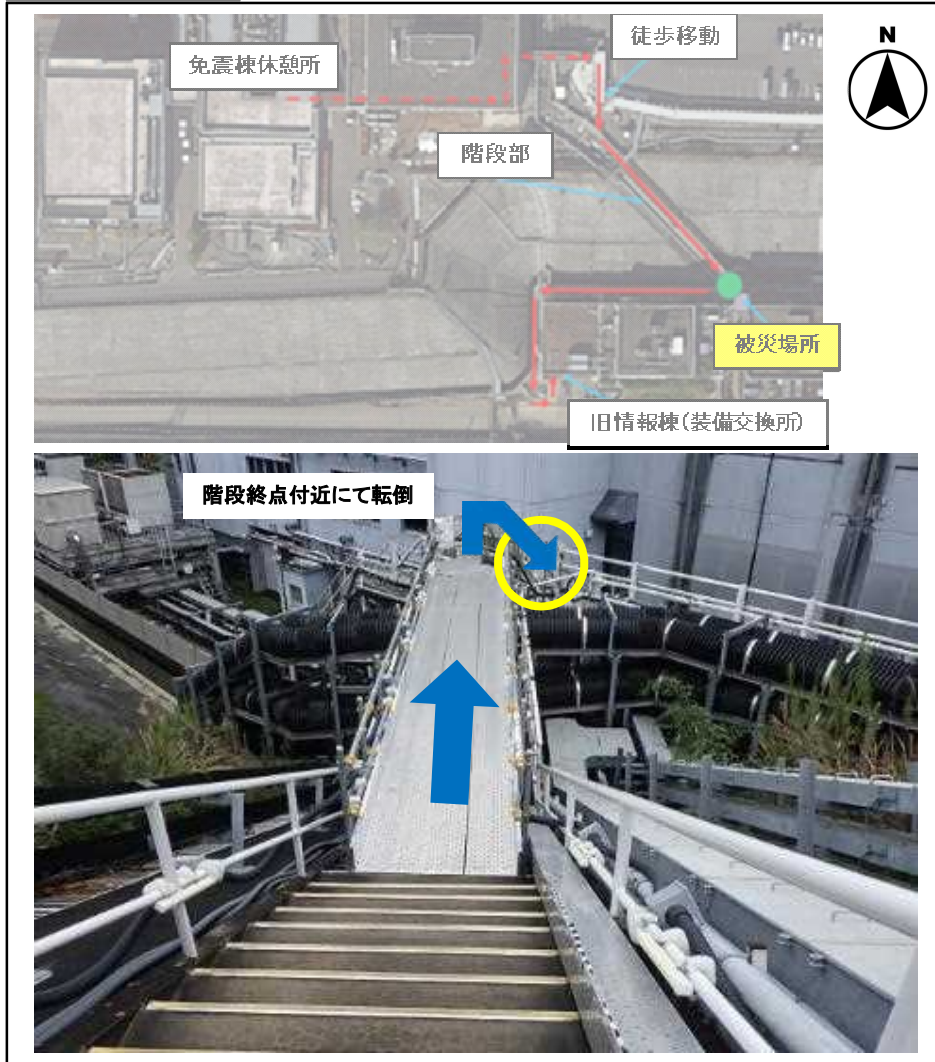 徒歩移動
N
免震棟休憩所
階段部
被災場所
旧情報棟(装備交換所)
階段終点付近にて転倒